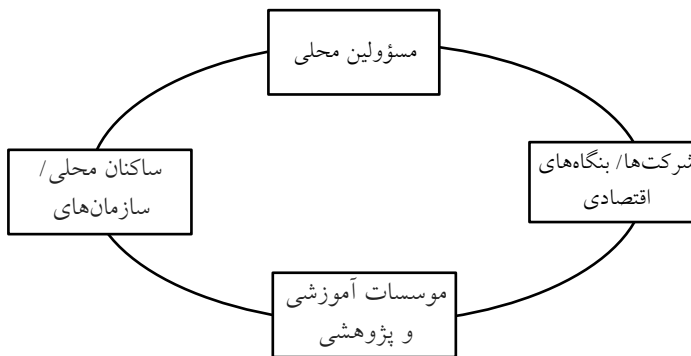 مسؤولین محلی
شرکت‌ها/ بنگاه‌های
اقتصادی
ساکنان محلی/
سازمان‌های
موسسات آموزشی
و پژوهشی